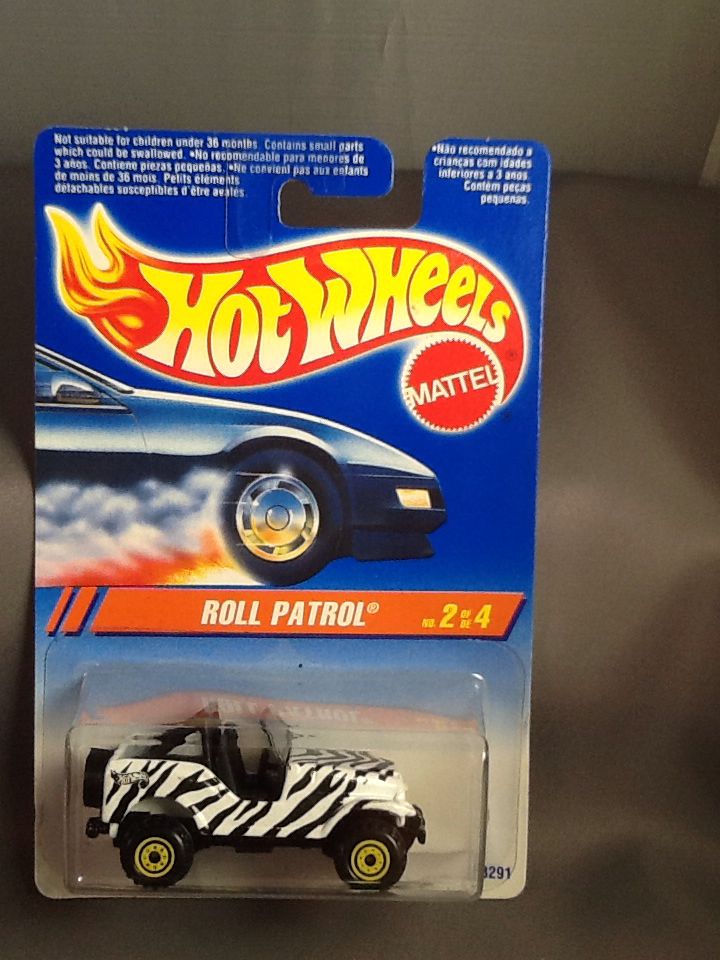 Not suitable for children under 36 months. Contains small parts
which could be swallowed. •No recomendable para menores de
3 años. Contiene piezas pequeñas. •Ne convient pas aux enfants
de moins de 36 mois. Petits éléments
détachables susceptibles d'être avalés.
•Não recomendado a
crianças com idades
inferiores a 3 anos.
Contém peças
pequenas.
HOT WHEELS ®
MATTEL
ROLL PATROL® NO. 2 OF DE 4
Hot Wheels
3291